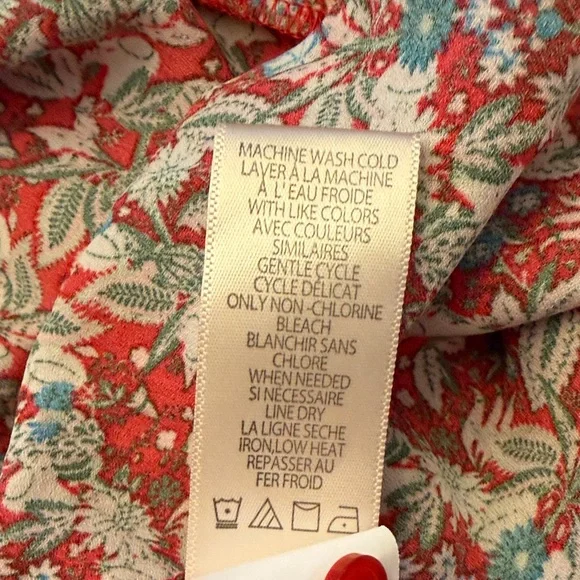 MACHINE WASH COLD
LAVER À LA MACHINE
À L'EAU FROIDE
WITH LIKE COLORS
AVEC COULEURS
SIMILAIRES
GENTLE CYCLE
CYCLE DÉLICAT
ONLY NON-CHLORINE
BLEACH
BLANCHIR SANS
CHLORE
WHEN NEEDED
SI NECESSAIRE
LINE DRY
LA LIGNE SECHE
IRON,LOW HEAT
REPASSER AU
FER FROID